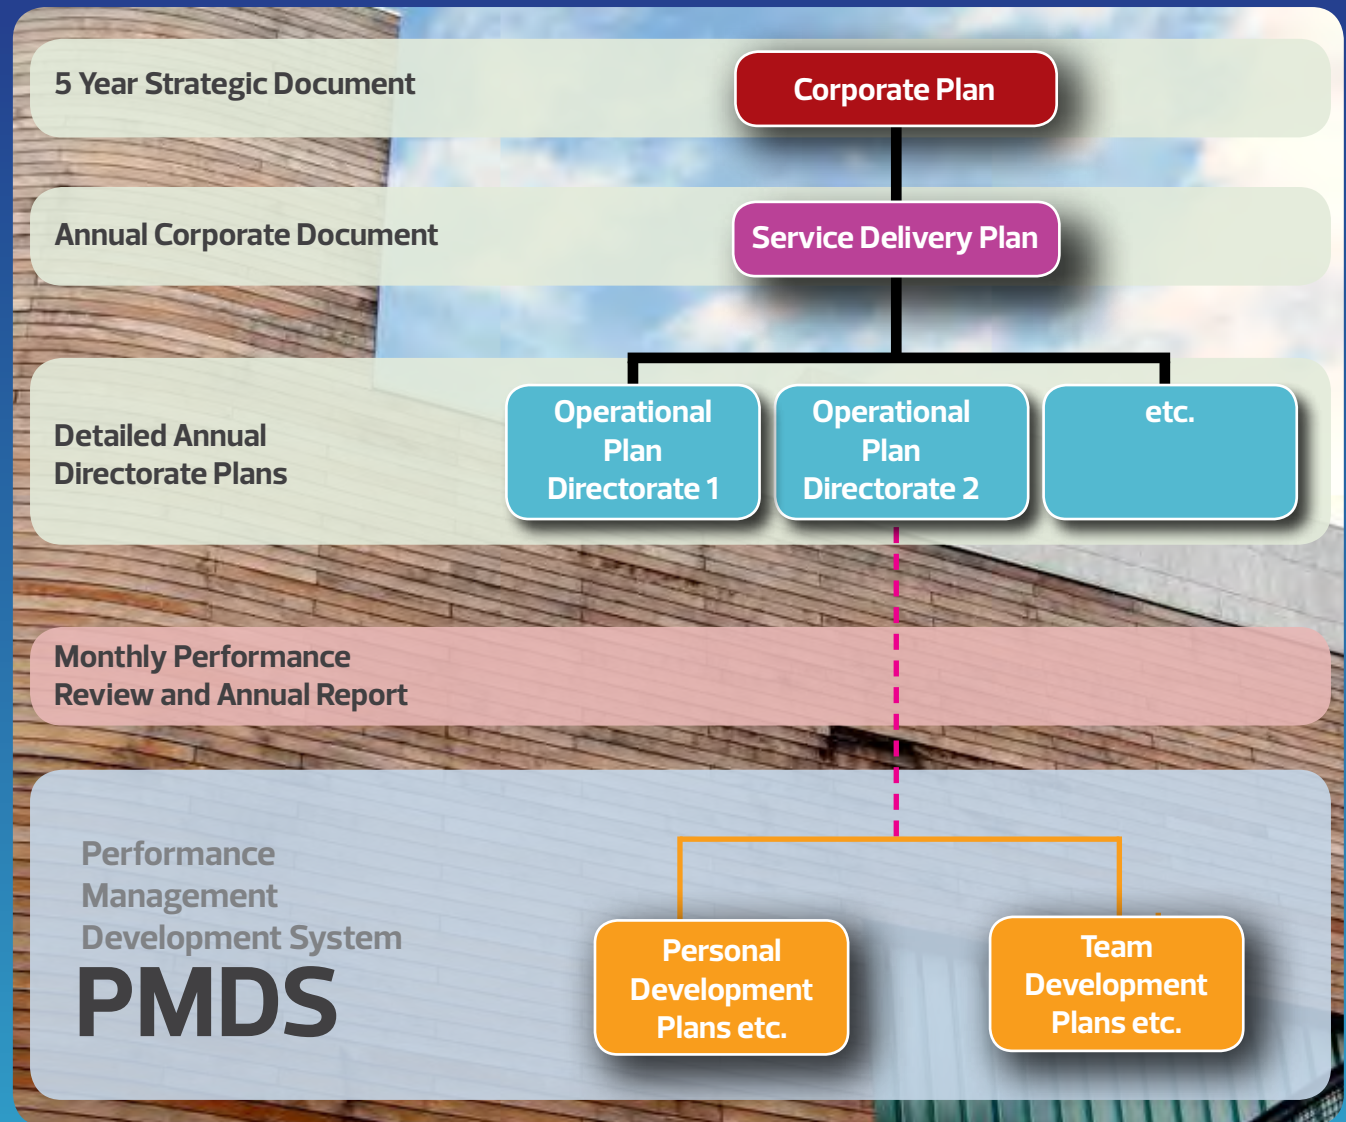 5 Year Strategic Document
Corporate Plan
Annual Corporate Document
Service Delivery Plan
Detailed Annual
Directorate Plans
Operational
Plan
Directorate 1
Operational
Plan
Directorate 2
etc.
Monthly Performance
Review and Annual Report
Performance
Management
Development System
PMDS
Personal
Development
Plans etc.
Team
Development
Plans etc.